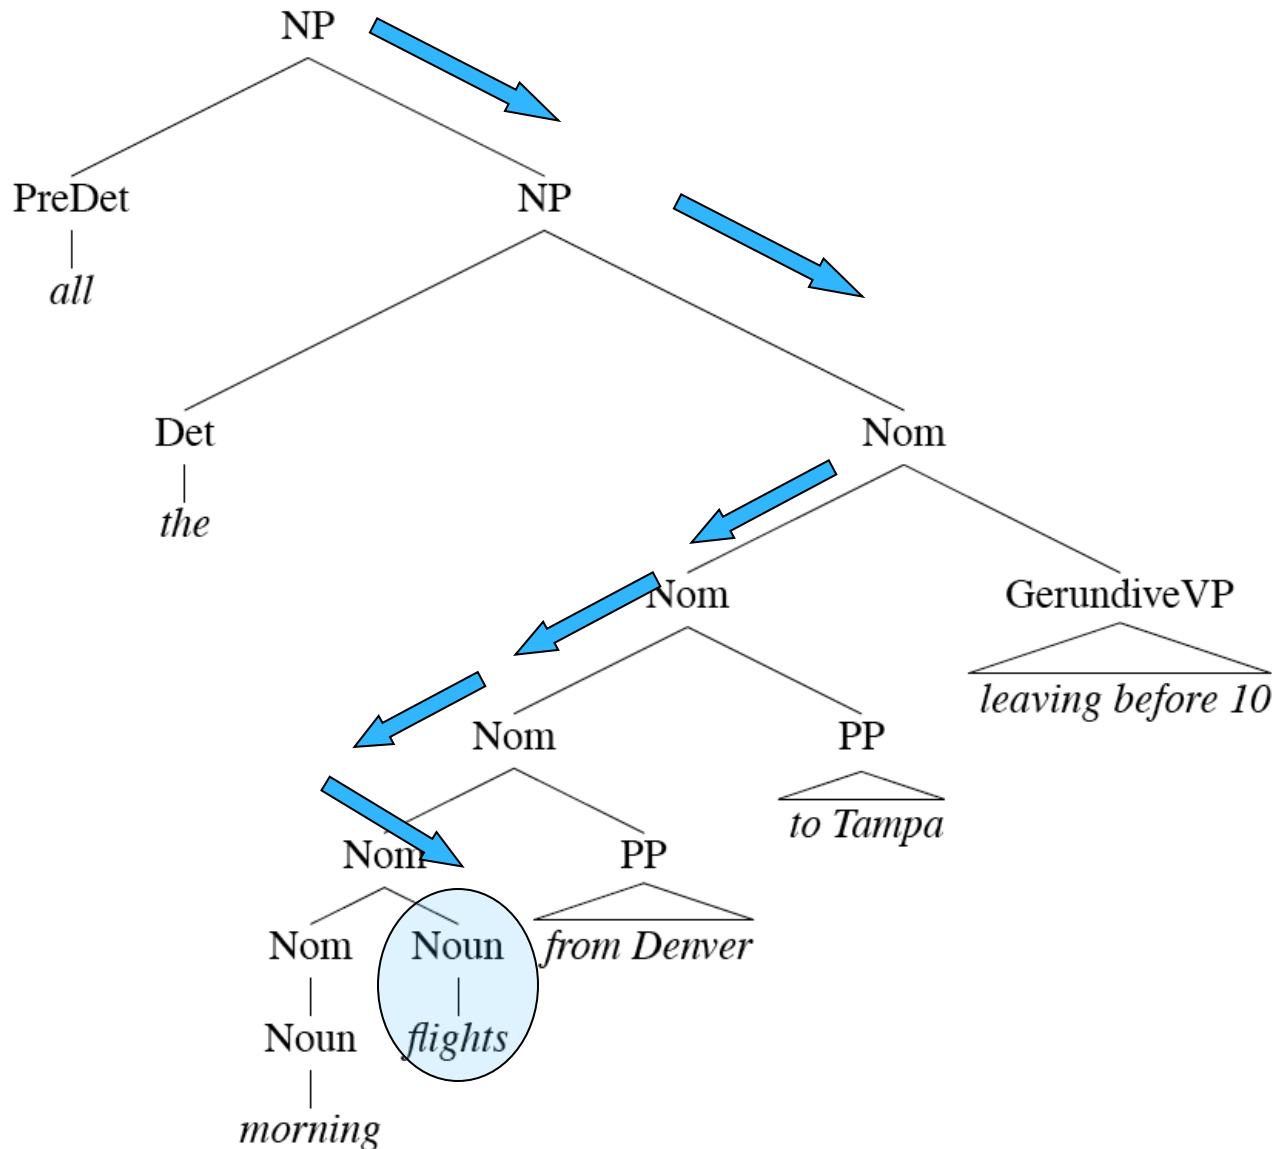 NP
PreDet NP
all
Det Nom
the
Nom GerundiveVP
leaving before 10
Nom PP
to Tampa
Nom PP
Nom Noun from Denver
Noun flights
morning